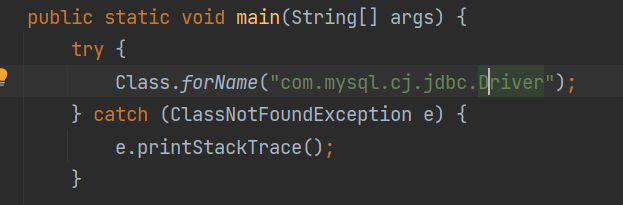 public static void main(String[] args) {
    try {
        Class.forName("com.mysql.cj.jdbc.Driver");
    } catch (ClassNotFoundException e) {
        e.printStackTrace();
    }